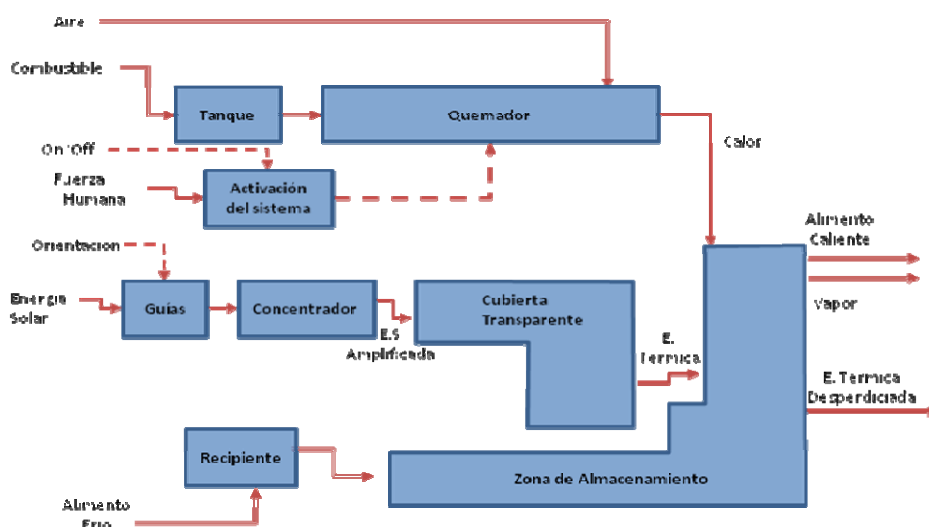 Aire
Combustible
Tanque
Quemador
On 'Off
Calor
Fuerza
Humana
Activación
del sistema
Alimento
Caliente
Orientacion
Energia
Solar
Guías
Concentrador
Cubierta
Transparente
Vapor
E.S
Amplificada
E.
Termica
E. Termica
Desperdiciada
Recipiente
Zona de Almacenamiento
Alimento
Frio